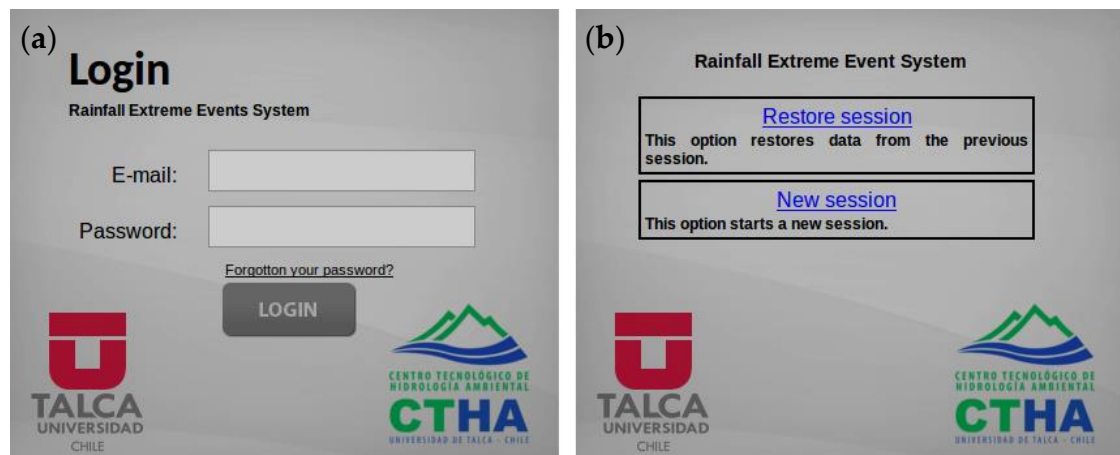 (a)
Login
Rainfall Extreme Events System
E-mail:
Password:
Forgotton your password?
LOGIN
TALCA
UNIVERSIDAD
CHILE
CENTRO TECNOLÓGICO DE
HIDROLOGÍA AMBIENTAL
CTHA
UNIVERSIDAD DE TALCA - CHILE
(b)
Rainfall Extreme Event System
Restore session
This option restores data from the previous
session.
New session
This option starts a new session.
TALCA
UNIVERSIDAD
CHILE
CENTRO TECNOLÓGICO DE
HIDROLOGÍA AMBIENTAL
CTHA
UNIVERSIDAD DE TALCA - CHILE